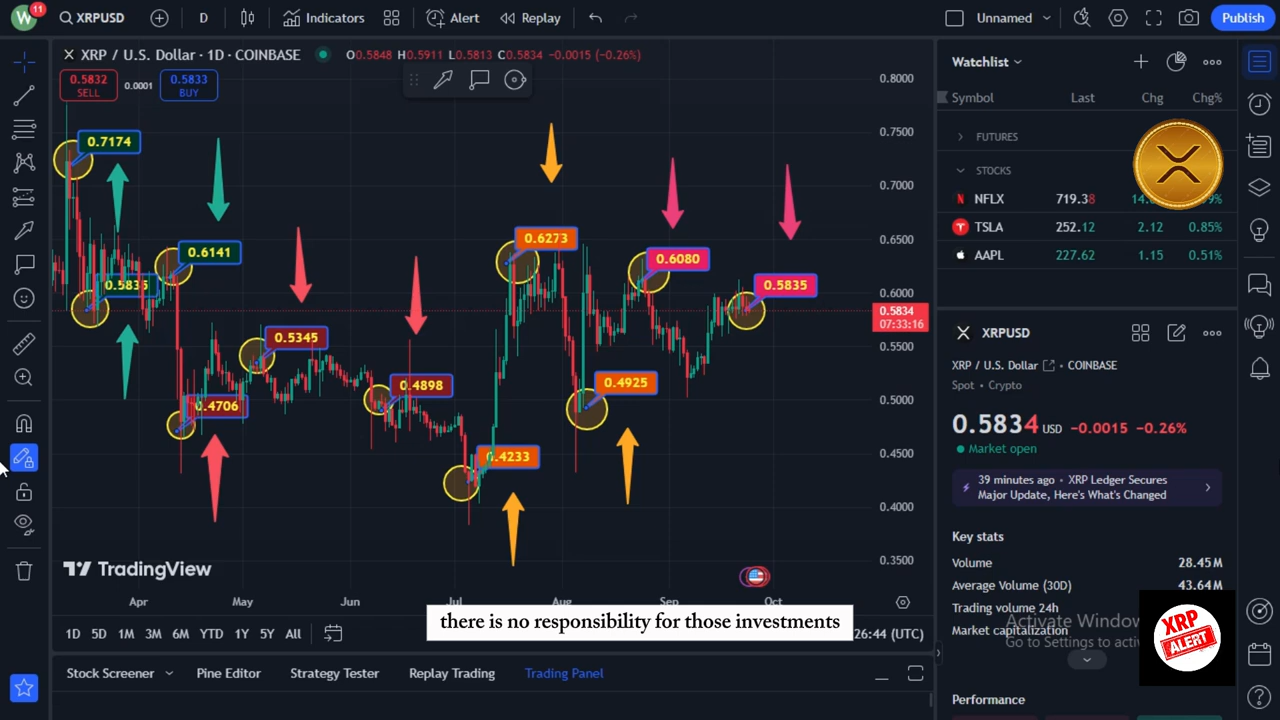 W 11 XRPUSD D Indicators Alert Replay Unnamed Publish
XRP / U.S. Dollar · 1D · COINBASE O0.5848 H0.5911 L0.5813 C0.5834 -0.0015 (-0.26%)
0.5832 SELL 0.0001 0.5833 BUY
0.8000
0.7500
0.7000
0.6500
0.6000
0.5834
07:33:16
0.5500
0.5000
0.4500
0.4000
0.3500
0.7174
0.6141
0.5835
0.4706
0.5345
0.4898
0.4233
0.6273
0.4925
0.6080
0.5835
TradingView
Apr May Jun Jul Aug Sep Oct
there is no responsibility for those investments
1D 5D 1M 3M 6M YTD 1Y 5Y All
26:44 (UTC)
Stock Screener Pine Editor Strategy Tester Replay Trading Trading Panel
Watchlist
Symbol Last Chg Chg%
FUTURES
STOCKS
NFLX 719.38
TSLA 252.12 2.12 0.85%
AAPL 227.62 1.15 0.51%
XRPUSD
XRP / U.S. Dollar COINBASE
Spot · Crypto
0.5834 USD -0.0015 -0.26%
Market open
39 minutes ago · XRP Ledger Secures
Major Update, Here's What's Changed
Key stats
Volume 28.45M
Average Volume (30D) 43.64M
Trading volume 24h
Market capitalization
Performance
XRP
ALERT